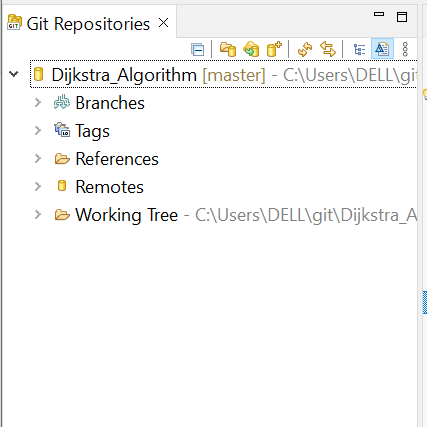 Git Repositories
Dijkstra_Algorithm [master] - C:\Users\DELL\git
Branches
Tags
References
Remotes
Working Tree - C:\Users\DELL\git\Dijkstra_A